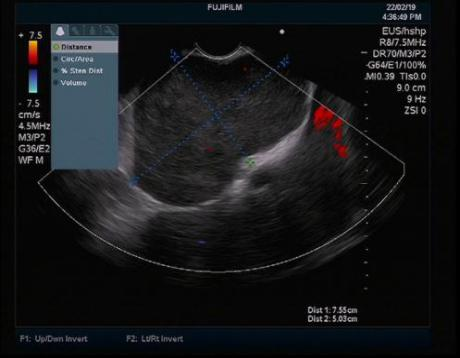 FUJIFILM
22/02/19
4:36:49 PM
+ 7.5
- 7.5
cm/s
4.5MHz
M3/P2
G36/E2
WF M
Distance
Circ/Area
% Sten Dist
Volume
EUS/hshp
R8/7.5MHz
DR70/M3/P2
G64/E1/100%
MI0.39 TIs0.0
9.0 cm
9 Hz
ZSI 0
Dist 1: 7.55cm
Dist 2: 5.03cm
F1: Up/Dwn Invert
F2: Lt/Rt Invert